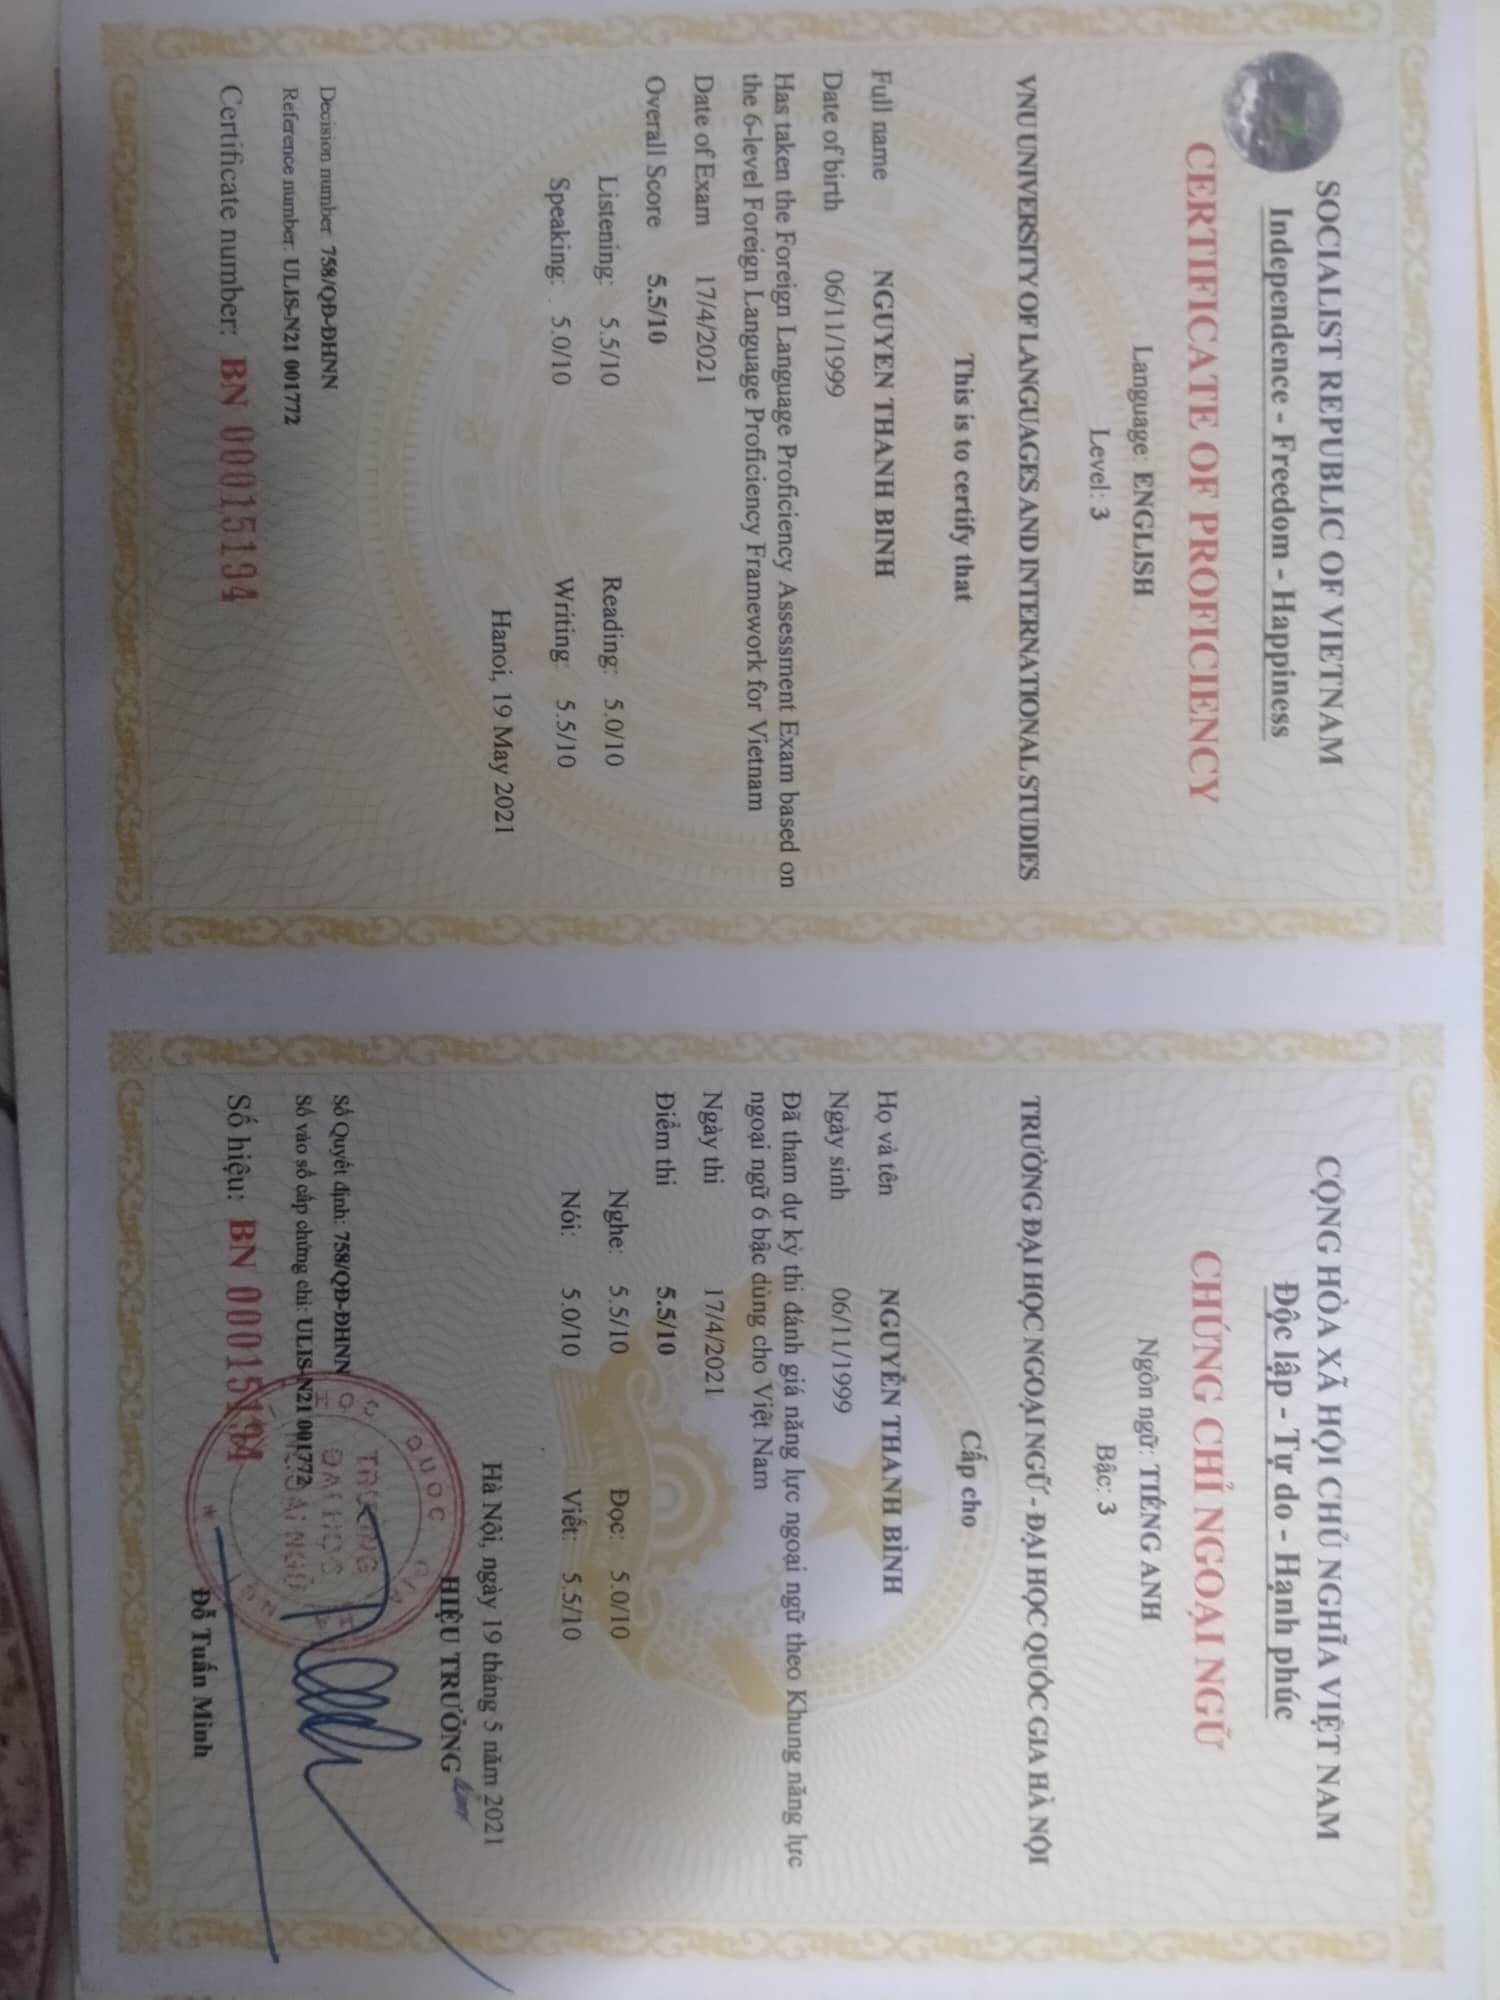 SOCIALIST REPUBLIC OF VIETNAM
Independence - Freedom - Happiness
CERTIFICATE OF PROFICIENCY
Language: ENGLISH
Level: 3
VNU UNIVERSITY OF LANGUAGES AND INTERNATIONAL STUDIES
This is to certify that
Full name NGUYEN THANH BINH
Date of birth 06/11/1999
Has taken the Foreign Language Proficiency Assessment Exam based on
the 6-level Foreign Language Proficiency Framework for Vietnam
Date of Exam 17/4/2021
Overall Score 5.5/10
Listening: 5.5/10 Reading: 5.0/10
Speaking: 5.0/10 Writing: 5.5/10
Hanoi, 19 May 2021
Decision number: 758/QĐ-ĐHNN
Reference number: ULIS-N21 001772
Certificate number: BN 00015194
CỘNG HÒA XÃ HỘI CHỦ NGHĨA VIỆT NAM
Độc lập - Tự do - Hạnh phúc
CHỨNG CHỈ NGOẠI NGỮ
Ngôn ngữ: TIẾNG ANH
Bậc: 3
TRƯỜNG ĐẠI HỌC NGOẠI NGỮ - ĐẠI HỌC QUỐC GIA HÀ NỘI
Cấp cho
Họ và tên NGUYỄN THANH BÌNH
Ngày sinh 06/11/1999
Đã tham dự kỳ thi đánh giá năng lực ngoại ngữ theo Khung năng lực
ngoại ngữ 6 bậc dùng cho Việt Nam
Ngày thi 17/4/2021
Điểm thi 5.5/10
Nghe: 5.5/10 Đọc: 5.0/10
Nói: 5.0/10 Viết: 5.5/10
Hà Nội, ngày 19 tháng 5 năm 2021
HIỆU TRƯỞNG
Số Quyết định: 758/QĐ-ĐHNN
Số vào sổ cấp chứng chỉ: ULIS-N21 001772
Số hiệu: BN 00015194
TRƯỜNG
ĐẠI HỌC
NGOẠI NGỮ
Đỗ Tuấn Minh